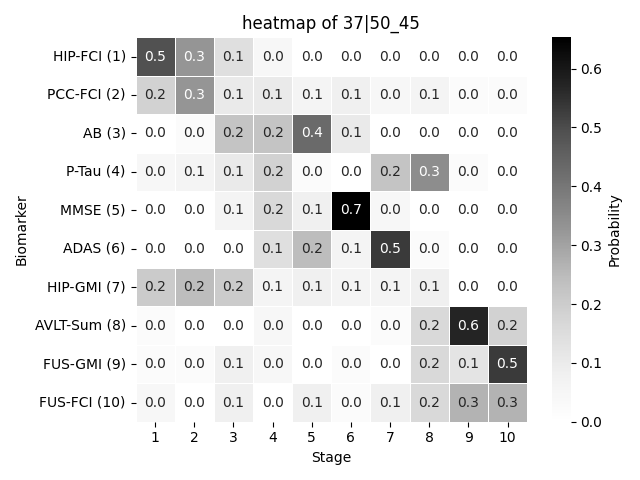 heatmap of 37|50_45
HIP-FCI (1) 0.5 0.3 0.1 0.0 0.0 0.0 0.0 0.0 0.0 0.0
PCC-FCI (2) 0.2 0.3 0.1 0.1 0.1 0.1 0.0 0.1 0.0 0.0
AB (3) 0.0 0.0 0.2 0.2 0.4 0.1 0.0 0.0 0.0 0.0
P-Tau (4) 0.0 0.1 0.1 0.2 0.0 0.0 0.2 0.3 0.0 0.0
MMSE (5) 0.0 0.0 0.1 0.2 0.1 0.7 0.0 0.0 0.0 0.0
ADAS (6) 0.0 0.0 0.0 0.1 0.2 0.1 0.5 0.0 0.0 0.0
HIP-GMI (7) 0.2 0.2 0.2 0.1 0.1 0.1 0.1 0.1 0.0 0.0
AVLT-Sum (8) 0.0 0.0 0.0 0.0 0.0 0.0 0.0 0.2 0.6 0.2
FUS-GMI (9) 0.0 0.0 0.1 0.0 0.0 0.0 0.0 0.2 0.1 0.5
FUS-FCI (10) 0.0 0.0 0.1 0.0 0.1 0.0 0.1 0.2 0.3 0.3
1 2 3 4 5 6 7 8 9 10
Stage
Biomarker
0.6
0.5
0.4
0.3
0.2
0.1
0.0
Probability